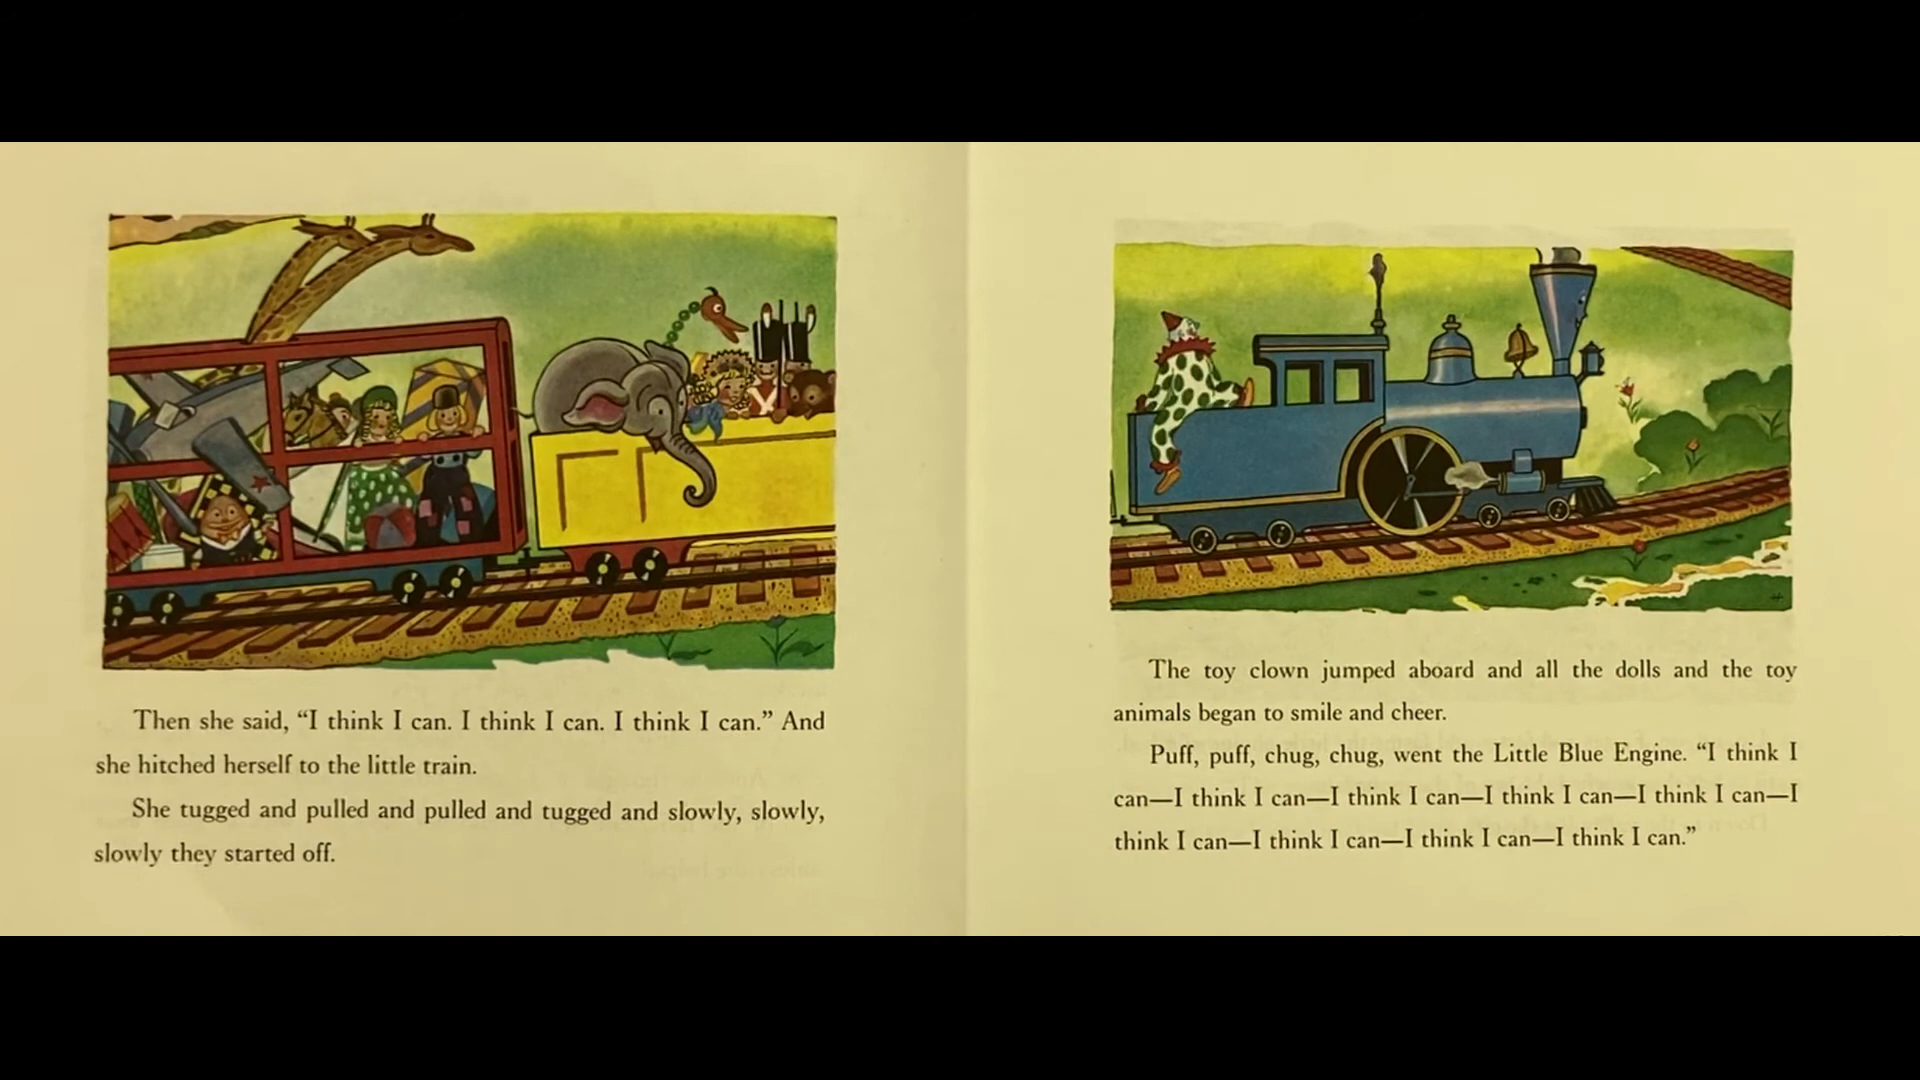 Then she said, “I think I can. I think I can. I think I can.” And
she hitched herself to the little train.
She tugged and pulled and pulled and tugged and slowly, slowly,
slowly they started off.
The toy clown jumped aboard and all the dolls and the toy
animals began to smile and cheer.
Puff, puff, chug, chug, went the Little Blue Engine. “I think I
can—I think I can—I think I can—I think I can—I think I can—I
think I can—I think I can—I think I can—I think I can.”